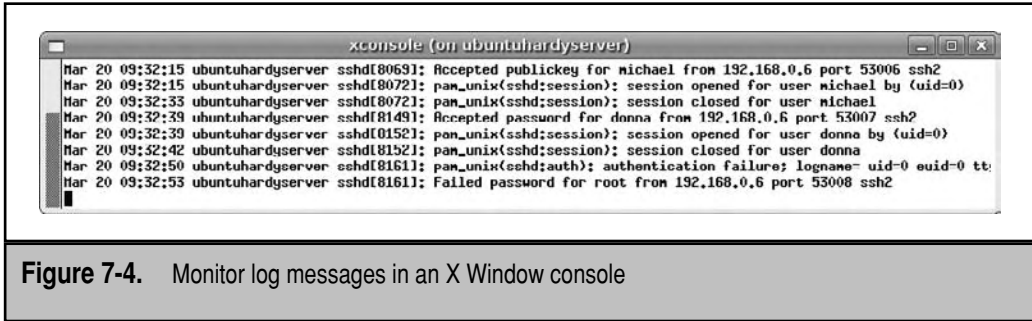 xconsole (on ubuntuhardyserver)
Mar 20 09:32:15 ubuntuhardyserver sshd[8069]: Accepted publickey for michael from 192.168.0.6 port 53006 ssh2
Mar 20 09:32:15 ubuntuhardyserver sshd[8072]: pam_unix(sshd:session): session opened for user michael by (uid=0)
Mar 20 09:32:33 ubuntuhardyserver sshd[8072]: pam_unix(sshd:session): session closed for user michael
Mar 20 09:32:39 ubuntuhardyserver sshd[8149]: Accepted password for donna from 192.168.0.6 port 53007 ssh2
Mar 20 09:32:39 ubuntuhardyserver sshd[8152]: pam_unix(sshd:session): session opened for user donna by (uid=0)
Mar 20 09:32:42 ubuntuhardyserver sshd[8152]: pam_unix(sshd:session): session closed for user donna
Mar 20 09:32:50 ubuntuhardyserver sshd[8161]: pam_unix(sshd:auth): authentication failure; logname= uid=0 euid=0 tt
Mar 20 09:32:53 ubuntuhardyserver sshd[8161]: Failed password for root from 192.168.0.6 port 53008 ssh2
Figure 7-4. Monitor log messages in an X Window console